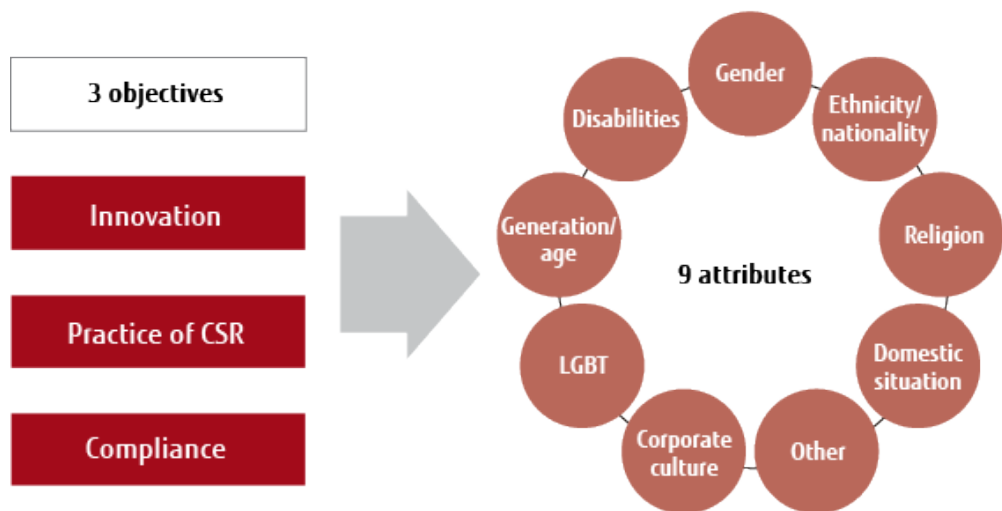 3 objectives
Innovation
Practice of CSR
Compliance
Gender
Ethnicity/
nationality
Religion
Domestic
situation
Other
Corporate
culture
LGBT
Generation/
age
Disabilities
9 attributes